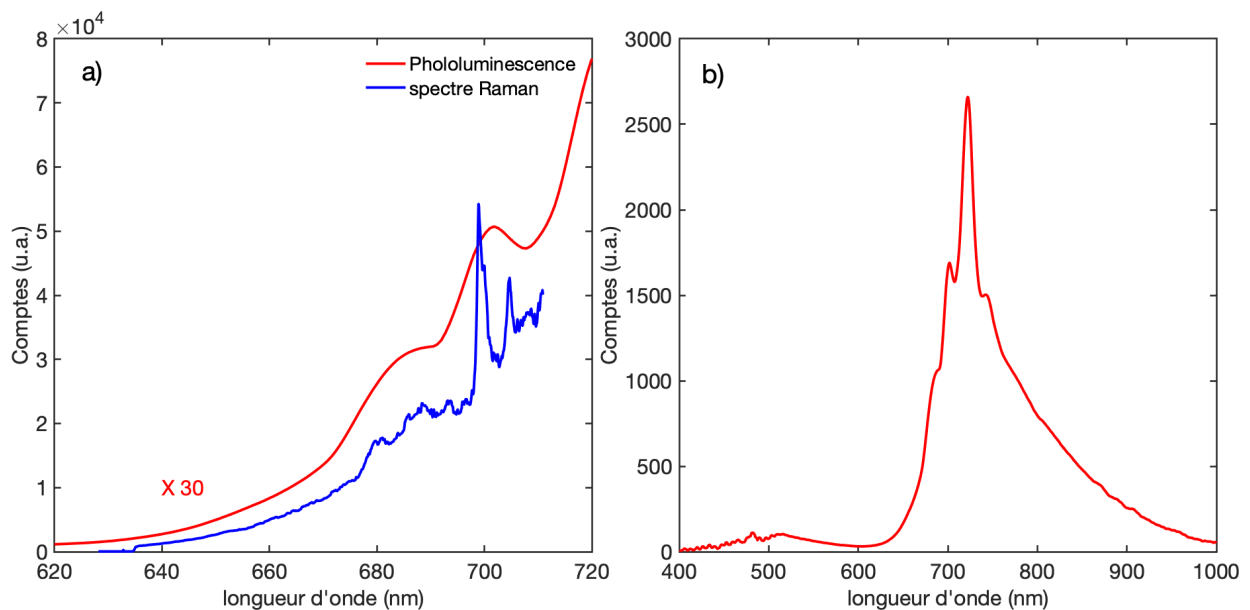 ×10⁴
a)
Phololuminescence
spectre Raman
X 30
8
7
6
5
4
3
2
1
0
Comptes (u.a.)
620 640 660 680 700 720
longueur d'onde (nm)
b)
3000
2500
2000
1500
1000
500
0
Comptes (u.a.)
400 500 600 700 800 900 1000
longueur d'onde (nm)